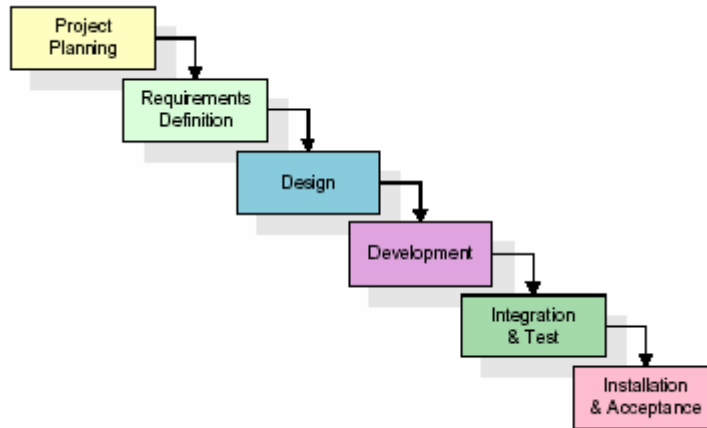 Project
Planning
Requirements
Definition
Design
Development
Integration
& Test
Installation
& Acceptance